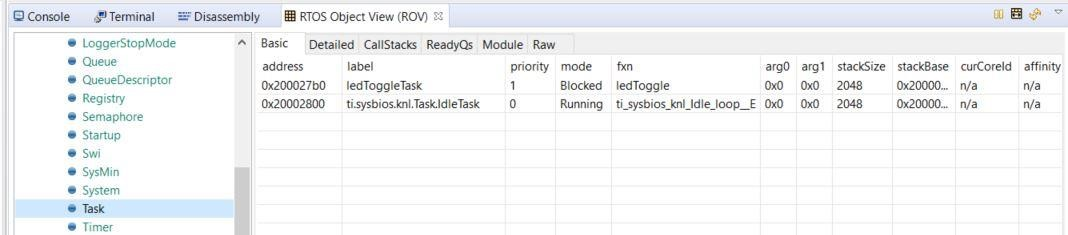 Console Terminal Disassembly RTOS Object View (ROV)
LoggerStopMode
Queue
QueueDescriptor
Registry
Semaphore
Startup
Swi
SysMin
System
Task
Timer
Basic Detailed CallStacks ReadyQs Module Raw
address label priority mode fxn arg0 arg1 stackSize stackBase curCoreId affinity
0x200027b0 ledToggleTask 1 Blocked ledToggle 0x0 0x0 2048 0x20000... n/a n/a
0x20002800 ti.sysbios.knl.Task.IdleTask 0 Running ti_sysbios_knl_Idle_loop__E 0x0 0x0 2048 0x20000... n/a n/a